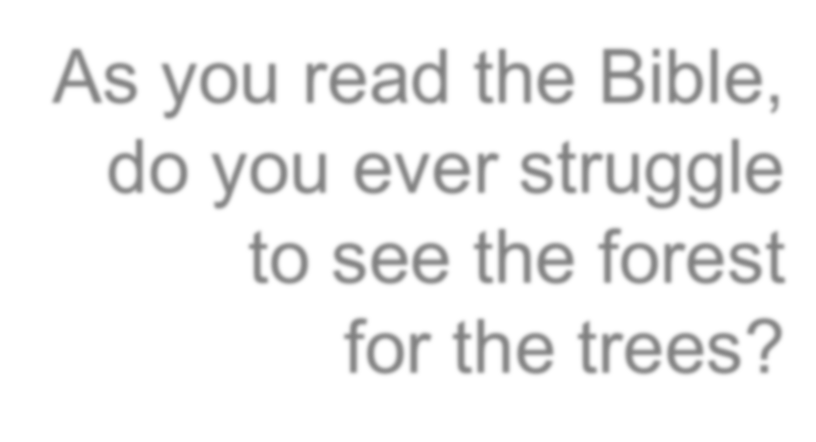 As you read the Bible,
do you ever struggle
to see the forest
for the trees?